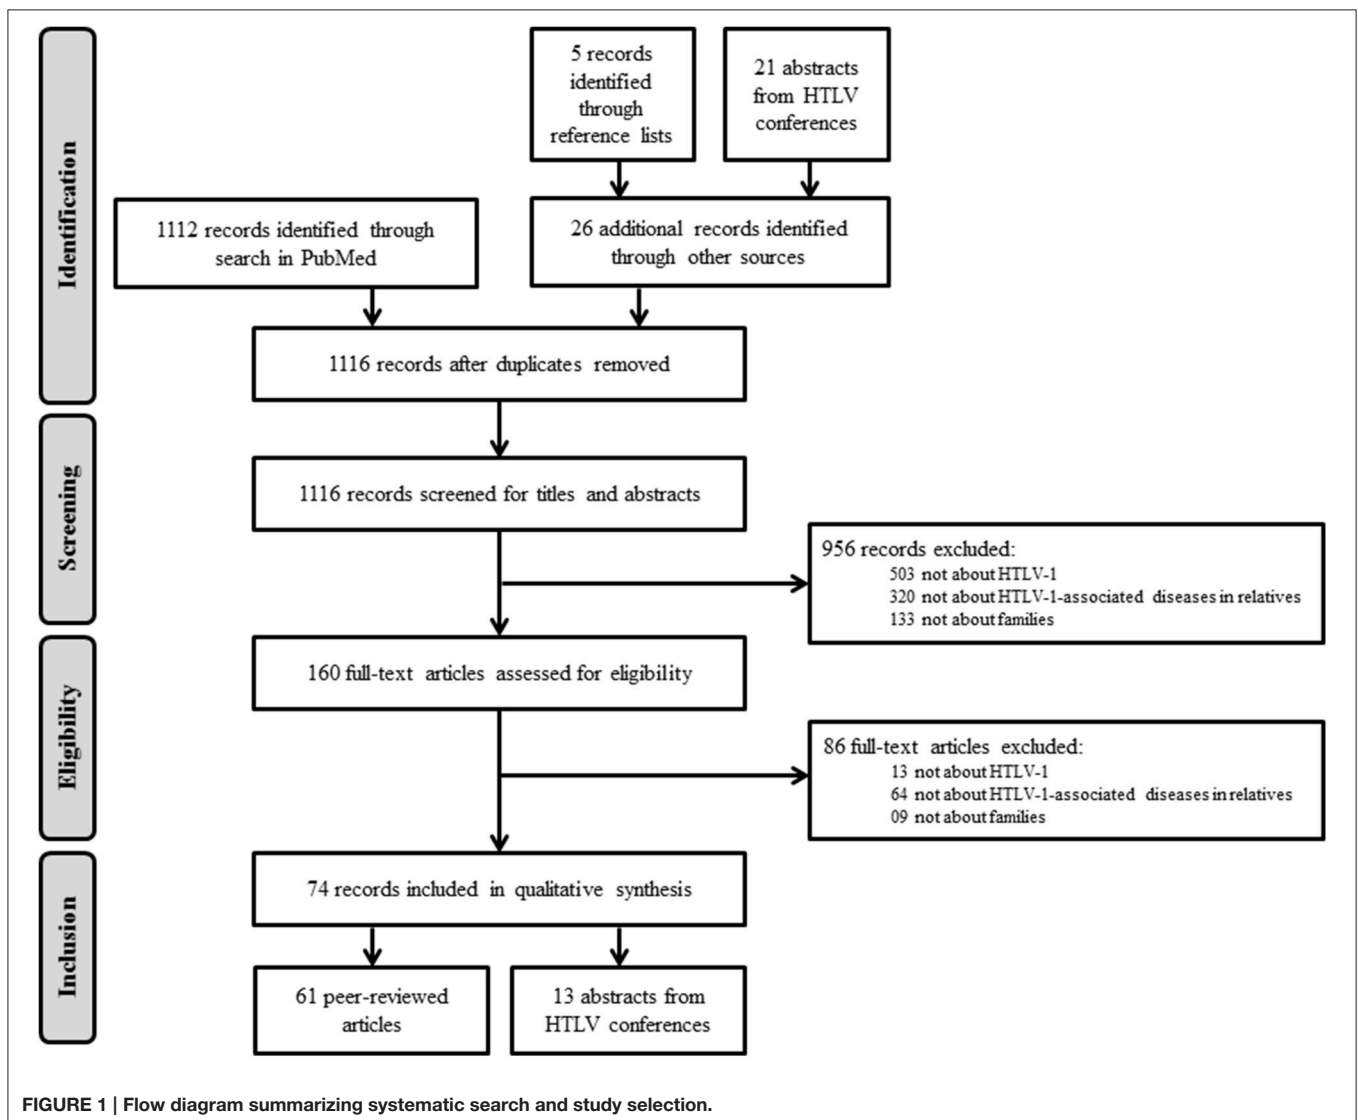 Identification
5 records
identified
through
reference lists
21 abstracts
from HTLV
conferences
1112 records identified through
search in PubMed
26 additional records identified
through other sources
1116 records after duplicates removed
Screening
1116 records screened for titles and abstracts
956 records excluded:
503 not about HTLV-1
320 not about HTLV-1-associated diseases in relatives
133 not about families
Eligibility
160 full-text articles assessed for eligibility
86 full-text articles excluded:
13 not about HTLV-1
64 not about HTLV-1-associated diseases in relatives
09 not about families
Inclusion
74 records included in qualitative synthesis
61 peer-reviewed
articles
13 abstracts from
HTLV conferences
FIGURE 1 | Flow diagram summarizing systematic search and study selection.